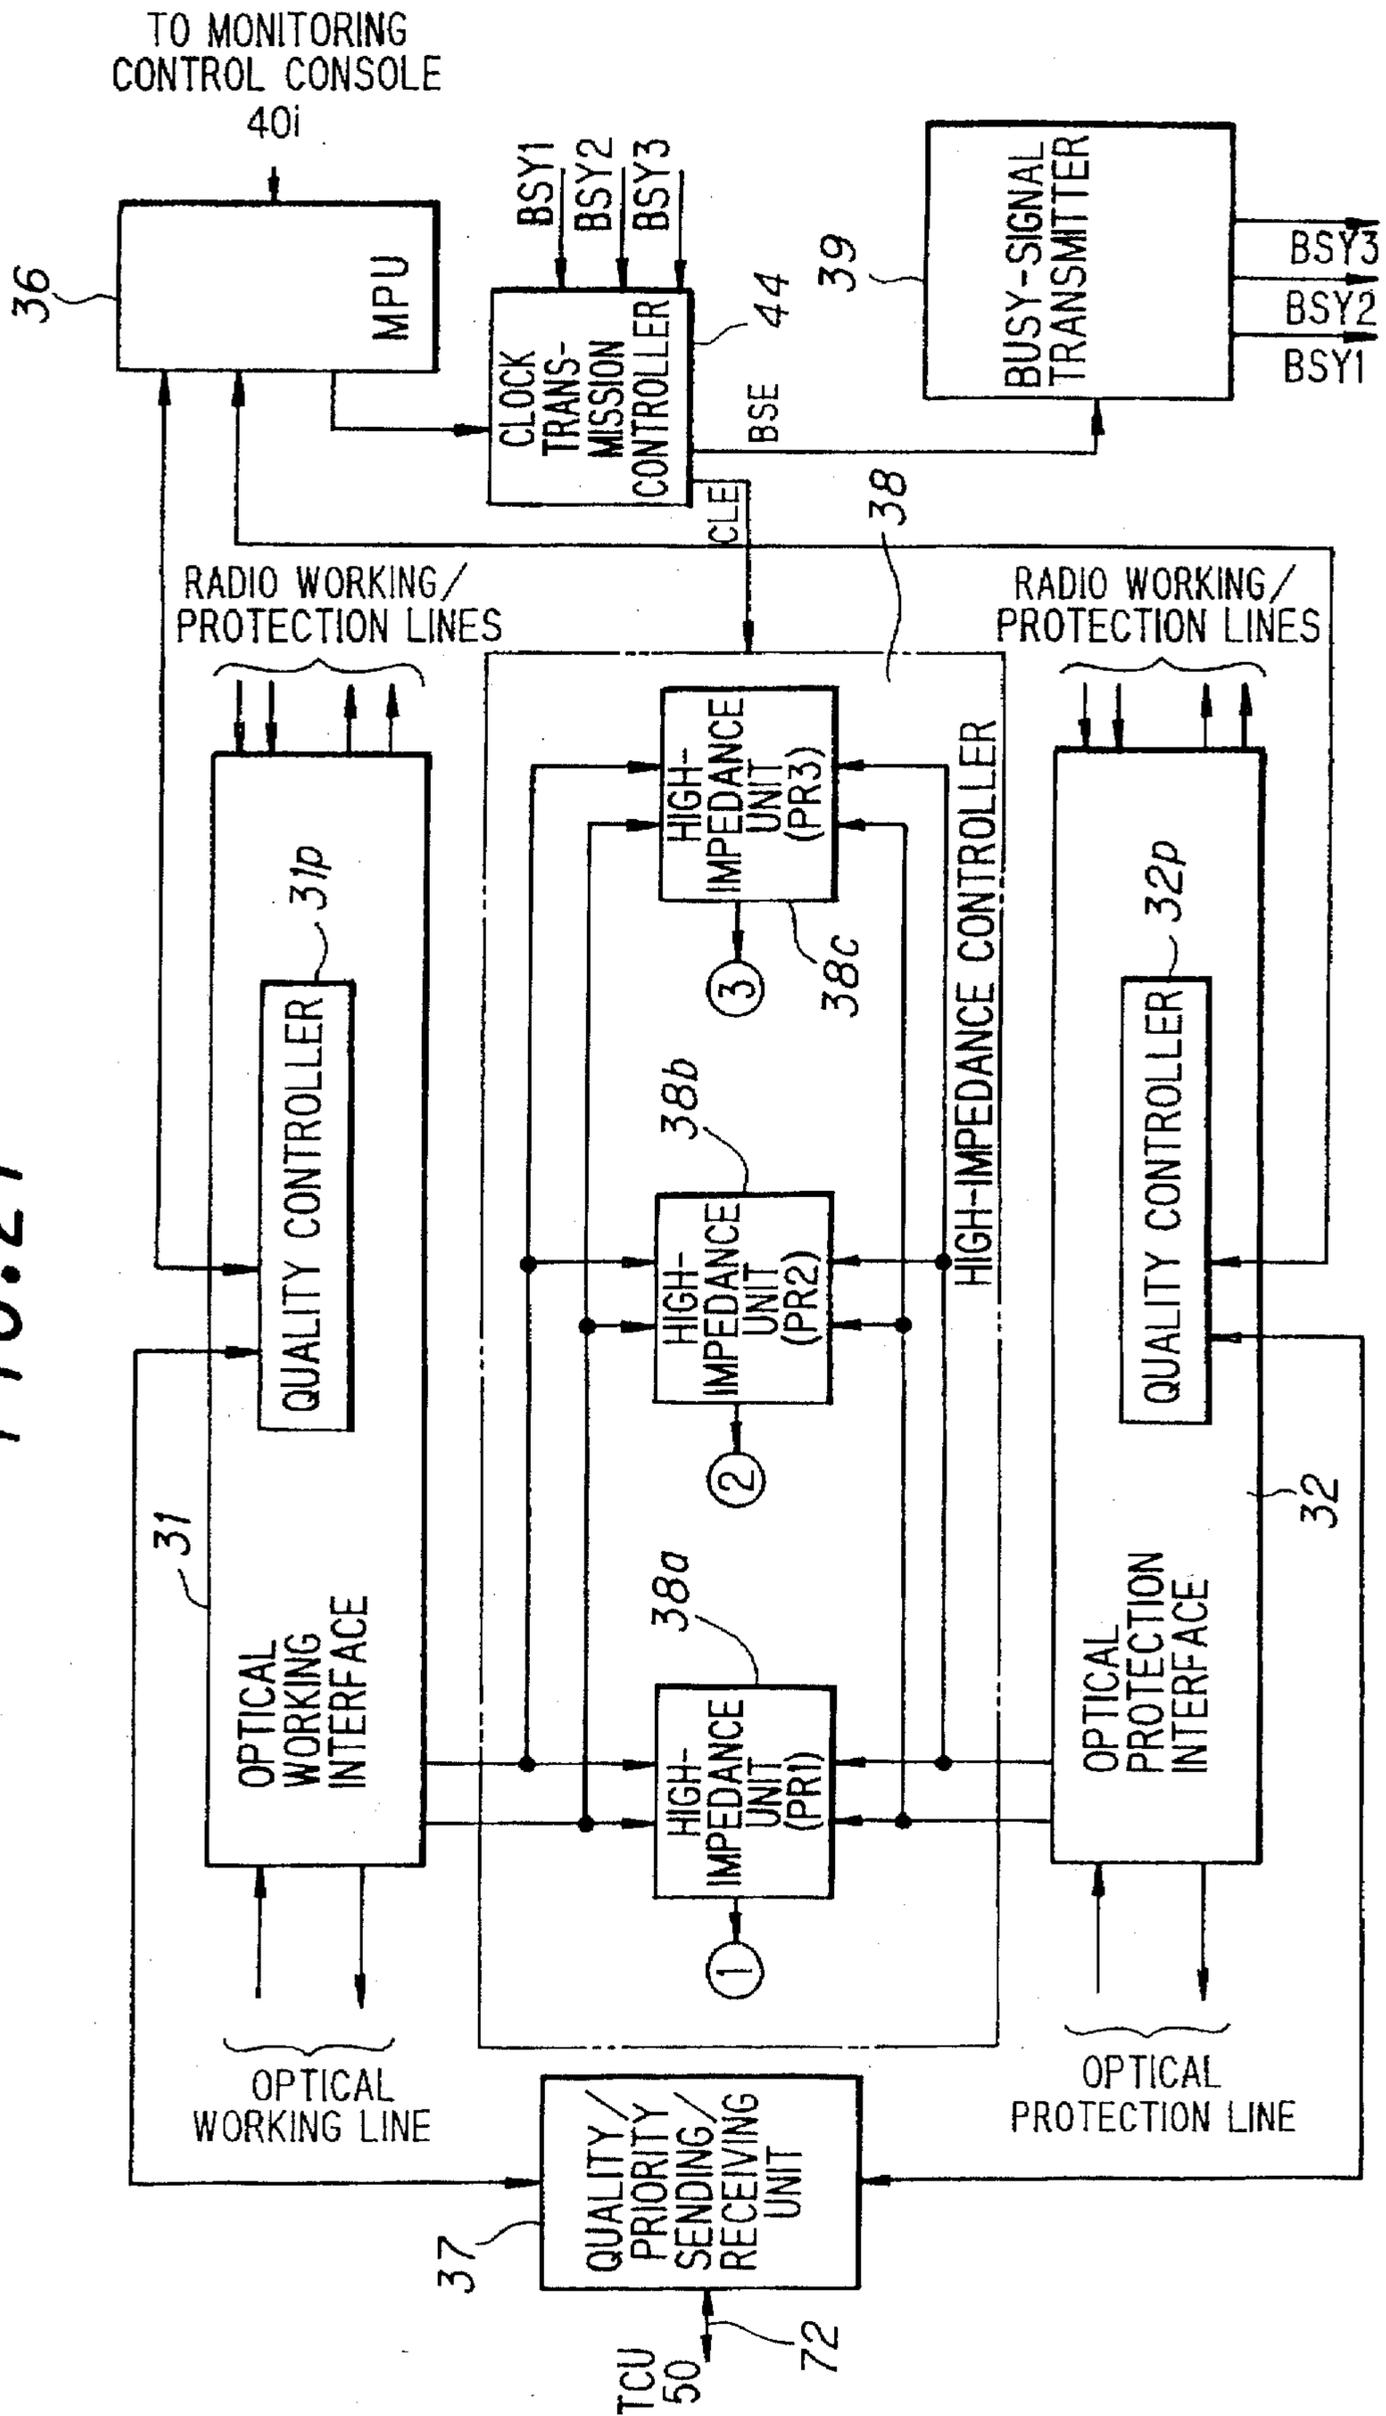 FIG. 21
TO MONITORING
CONTROL CONSOLE
40i
36
MPU
BSY1
BSY2
BSY3
CLOCK
TRANS-
MISSION
CONTROLLER
44
BSE
CLE
39
BUSY-SIGNAL
TRANSMITTER
BSY3
BSY2
BSY1
RADIO WORKING/
PROTECTION LINES
38
RADIO WORKING/
PROTECTION LINES
31p
QUALITY CONTROLLER
31
OPTICAL
WORKING
INTERFACE
HIGH-
IMPEDANCE
UNIT
(PR3)
38c
3
38b
HIGH-
IMPEDANCE
UNIT
(PR2)
2
38a
HIGH-
IMPEDANCE
UNIT
(PR1)
1
HIGH-IMPEDANCE CONTROLLER
32p
QUALITY CONTROLLER
32
OPTICAL
PROTECTION
INTERFACE
OPTICAL
WORKING LINE
OPTICAL
PROTECTION LINE
37
QUALITY/
PRIORITY
SENDING/
RECEIVING
UNIT
TCU
50
72